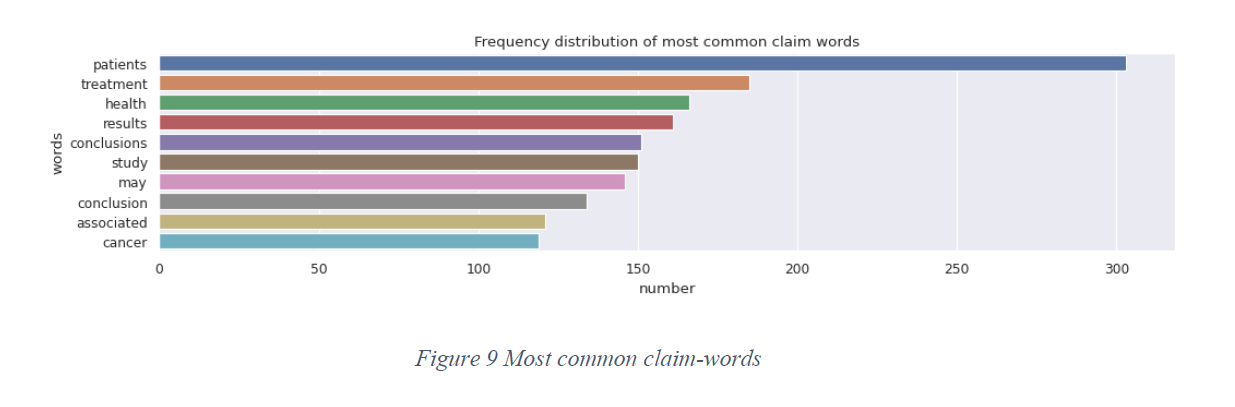 Frequency distribution of most common claim words
words
patients
treatment
health
results
conclusions
study
may
conclusion
associated
cancer
0 50 100 150 200 250 300
number
Figure 9 Most common claim-words